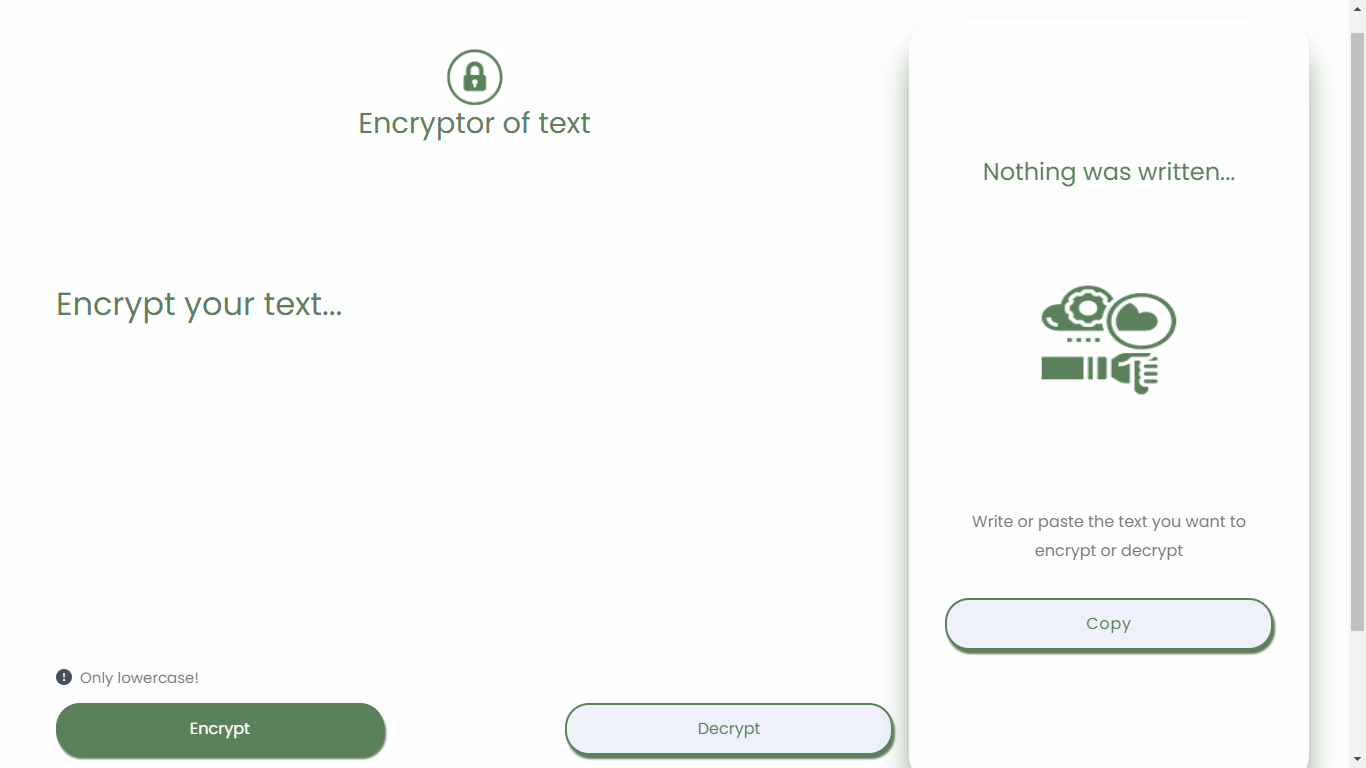 Encryptor of text
Encrypt your text...
Only lowercase!
Encrypt
Decrypt
Nothing was written...
Write or paste the text you want to
encrypt or decrypt
Copy